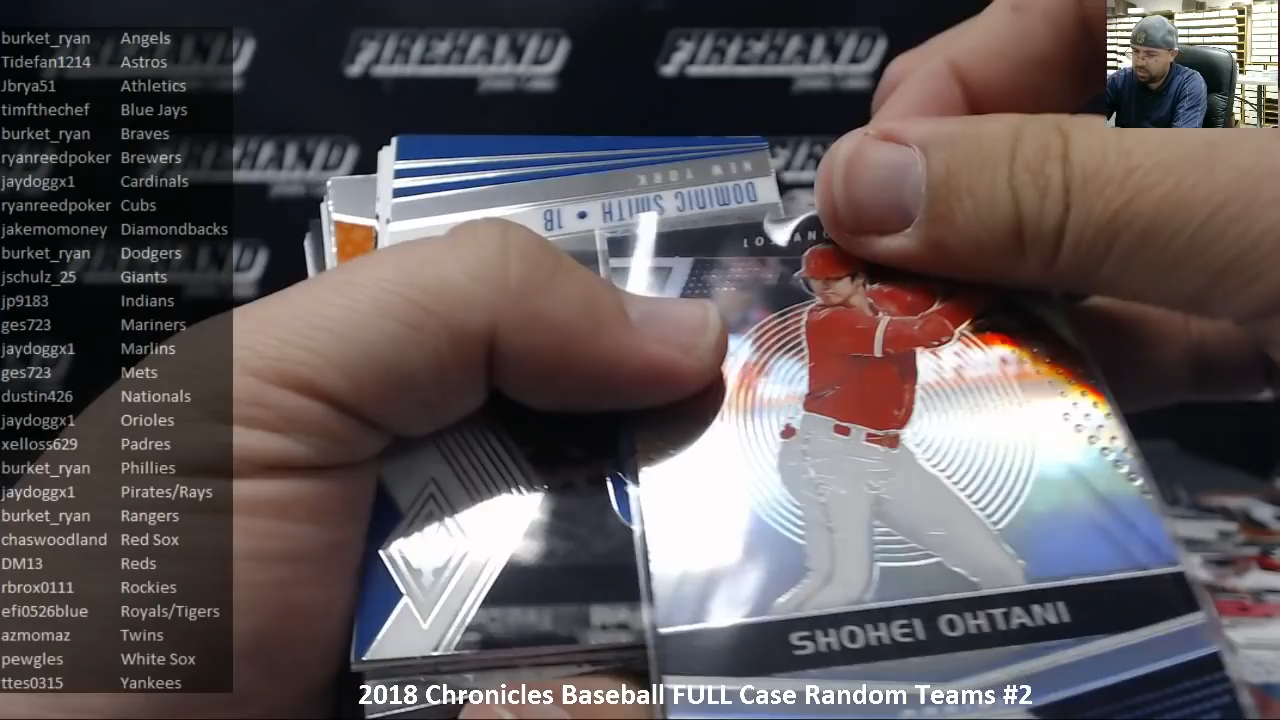 burket_ryan Angels
Tidefan1214 Astros
Jbrya51 Athletics
timfthechef Blue Jays
burket_ryan Braves
ryanreedpoker Brewers
jaydoggx1 Cardinals
ryanreedpoker Cubs
jakemomoney Diamondbacks
burket_ryan Dodgers
jschulz_25 Giants
jp9183 Indians
ges723 Mariners
jaydoggx1 Marlins
ges723 Mets
dustin426 Nationals
jaydoggx1 Orioles
xelloss629 Padres
burket_ryan Phillies
jaydoggx1 Pirates/Rays
burket_ryan Rangers
chaswoodland Red Sox
DM13 Reds
rbrox0111 Rockies
efi0526blue Royals/Tigers
azmomaz Twins
pewgles White Sox
ttes0315 Yankees
FIREHAND FIREHAND FIREHAND
NEW YORK
DOMINIC SMITH • 1B
SHOHEI OHTANI
2018 Chronicles Baseball FULL Case Random Teams #2